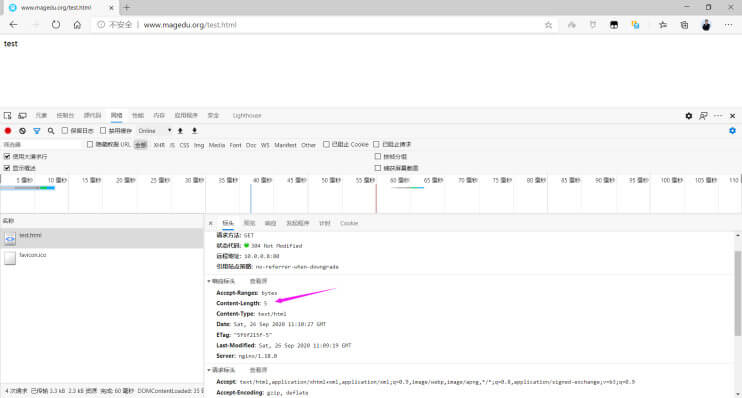 www.magedu.org/test.html
不安全 | www.magedu.org/test.html
test
元素 控制台 源代码 网络 性能 内存 应用程序 安全 Lighthouse
保留日志 禁用缓存 Online
筛选器 隐藏数据 URL 全部 XHR JS CSS Img Media Font Doc WS Manifest Other 已阻止 Cookie 已阻止请求
使用大请求行 按帧分组
显示概述 捕获屏幕截图
5 毫秒 10 毫秒 15 毫秒 20 毫秒 25 毫秒 30 毫秒 35 毫秒 40 毫秒 45 毫秒 50 毫秒 55 毫秒 60 毫秒 65 毫秒 70 毫秒 75 毫秒 80 毫秒 85 毫秒 90 毫秒 95 毫秒 100 毫秒 105 毫秒 110
名称
test.html
favicon.ico
标头 预览 响应 发起程序 计时 Cookie
请求方法: GET
状态代码: 304 Not Modified
远程地址: 10.0.0.8:80
引用站点策略: no-referrer-when-downgrade
响应标头 查看源
Accept-Ranges: bytes
Content-Length: 5
Content-Type: text/html
Date: Sat, 26 Sep 2020 11:10:27 GMT
ETag: "5f6f215f-5"
Last-Modified: Sat, 26 Sep 2020 11:09:19 GMT
Server: nginx/1.18.0
请求标头 查看源
Accept: text/html,application/xhtml+xml,application/xml;q=0.9,image/webp,image/apng,*/*;q=0.8,application/signed-exchange;v=b3;q=0.9
Accept-Encoding: gzip, deflate
4 次请求 已传输 3.3 kB 2.3 kB 资源 完成: 60 毫秒 DOMContentLoaded: 35